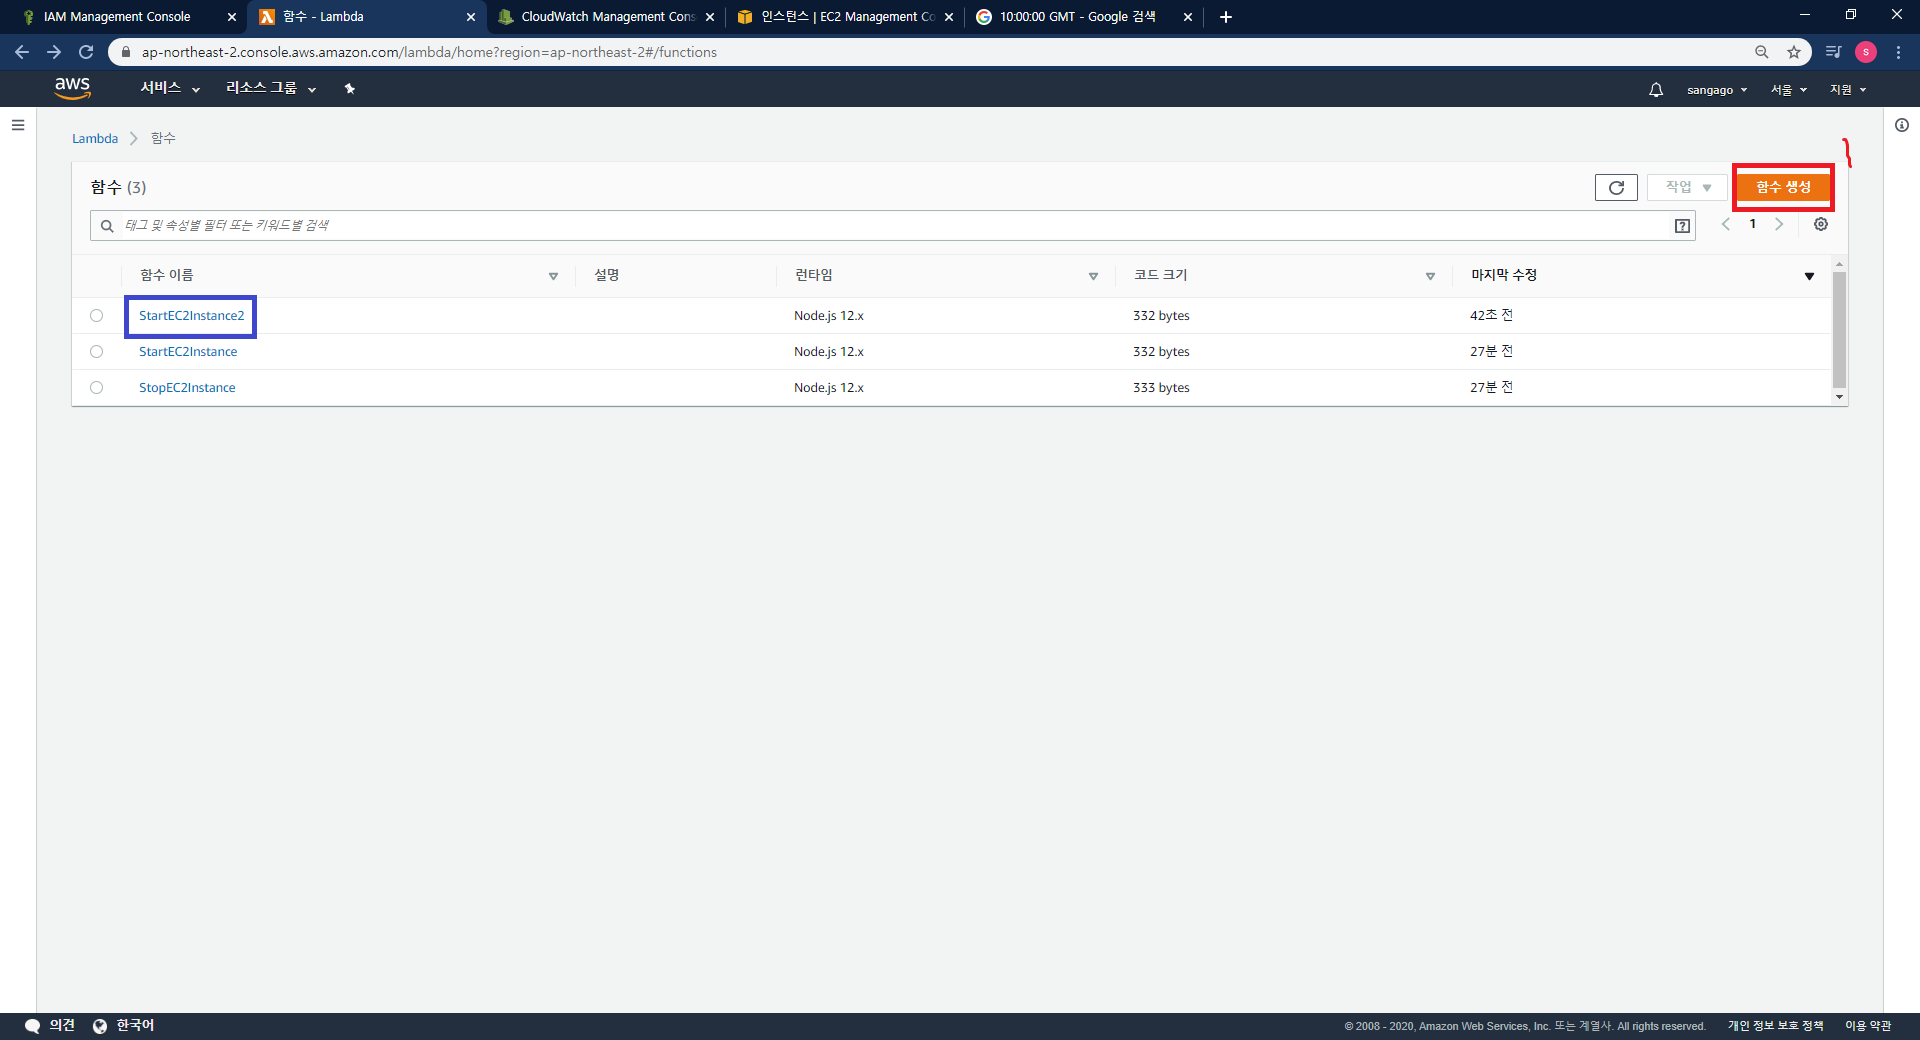 IAM Management Console
함수 - Lambda
CloudWatch Management Cons
인스턴스 | EC2 Management Co
10:00:00 GMT - Google 검색
ap-northeast-2.console.aws.amazon.com/lambda/home?region=ap-northeast-2#/functions
s
aws
서비스
리소스 그룹
sangago
서울
지원
Lambda
함수
함수 (3)
작업
함수 생성
태그 및 속성별 필터 또는 키워드별 검색
1
함수 이름
설명
런타임
코드 크기
마지막 수정
StartEC2Instance2
Node.js 12.x
332 bytes
42초 전
StartEC2Instance
Node.js 12.x
332 bytes
27분 전
StopEC2Instance
Node.js 12.x
333 bytes
27분 전
의견
한국어
© 2008 - 2020, Amazon Web Services, Inc. 또는 계열사. All rights reserved.
개인 정보 보호 정책
이용 약관